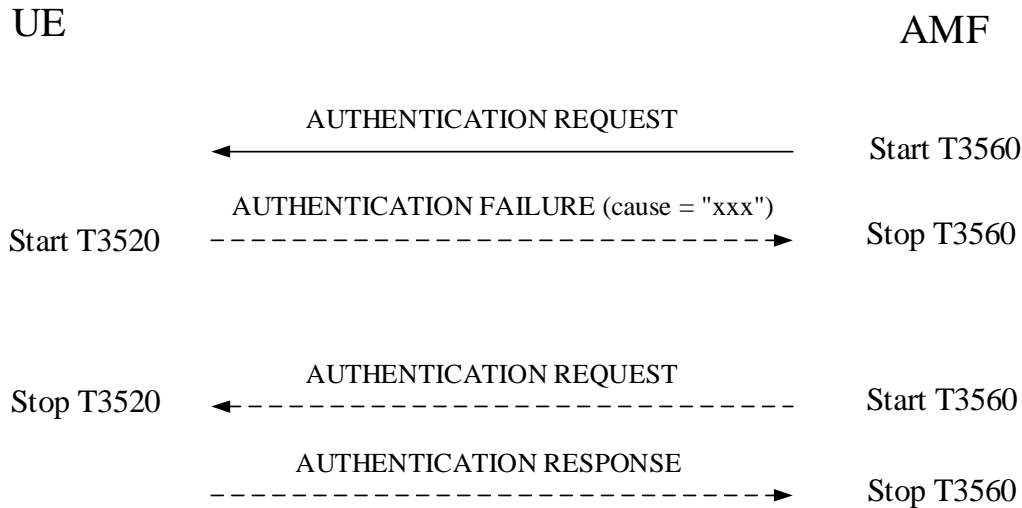 UE
AMF
AUTHENTICATION REQUEST
Start T3560
AUTHENTICATION FAILURE (cause = "xxx")
Start T3520
Stop T3560
AUTHENTICATION REQUEST
Stop T3520
Start T3560
AUTHENTICATION RESPONSE
Stop T3560